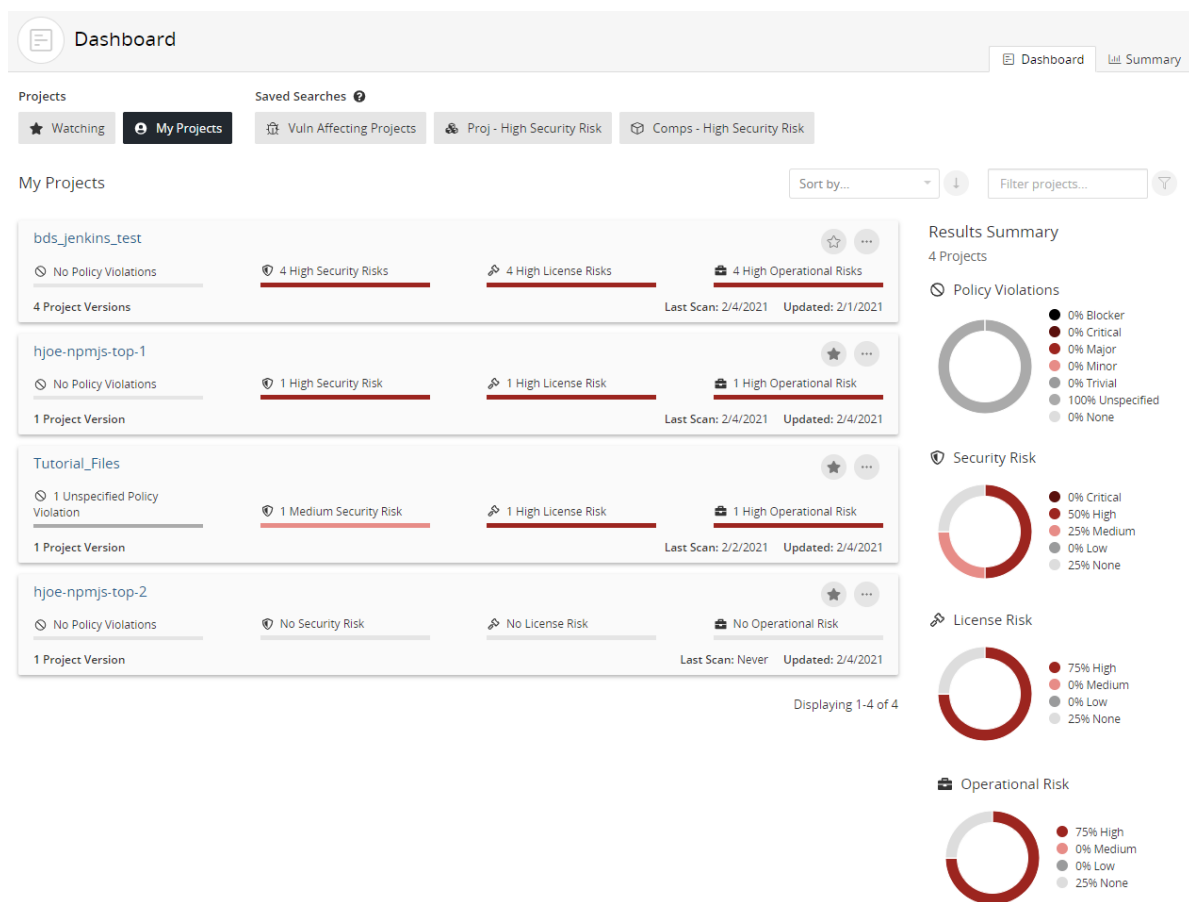 Dashboard
Dashboard
Summary
Projects
Saved Searches
Watching
My Projects
Vuln Affecting Projects
Proj - High Security Risk
Comps - High Security Risk
My Projects
Sort by...
Filter projects...
bds_jenkins_test
No Policy Violations
4 High Security Risks
4 High License Risks
4 High Operational Risks
4 Project Versions
Last Scan: 2/4/2021
Updated: 2/1/2021
hjoe-npmjs-top-1
No Policy Violations
1 High Security Risk
1 High License Risk
1 High Operational Risk
1 Project Version
Last Scan: 2/4/2021
Updated: 2/4/2021
Tutorial_Files
1 Unspecified Policy
Violation
1 Medium Security Risk
1 High License Risk
1 High Operational Risk
1 Project Version
Last Scan: 2/2/2021
Updated: 2/4/2021
hjoe-npmjs-top-2
No Policy Violations
No Security Risk
No License Risk
No Operational Risk
1 Project Version
Last Scan: Never
Updated: 2/4/2021
Displaying 1-4 of 4
Results Summary
4 Projects
Policy Violations
0% Blocker
0% Critical
0% Major
0% Minor
0% Trivial
100% Unspecified
0% None
Security Risk
0% Critical
50% High
25% Medium
0% Low
25% None
License Risk
75% High
0% Medium
0% Low
25% None
Operational Risk
75% High
0% Medium
0% Low
25% None